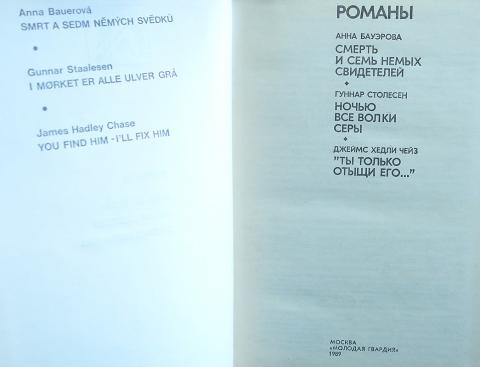 Anna Bauerová
SMRT A SEDM NĚMÝCH SVĚDKŮ
Gunnar Staalesen
I MØRKET ER ALLE ULVER GRÅ
James Hadley Chase
YOU FIND HIM – I'LL FIX HIM
РОМАНЫ
АННА БАУЭРОВА
СМЕРТЬ
И СЕМЬ НЕМЫХ
СВИДЕТЕЛЕЙ
ГУННАР СТОЛЕСЕН
НОЧЬЮ
ВСЕ ВОЛКИ
СЕРЫ
ДЖЕЙМС ХЕДЛИ ЧЕЙЗ
"ТЫ ТОЛЬКО
ОТЫЩИ ЕГО..."
МОСКВА
«МОЛОДАЯ ГВАРДИЯ»
1989